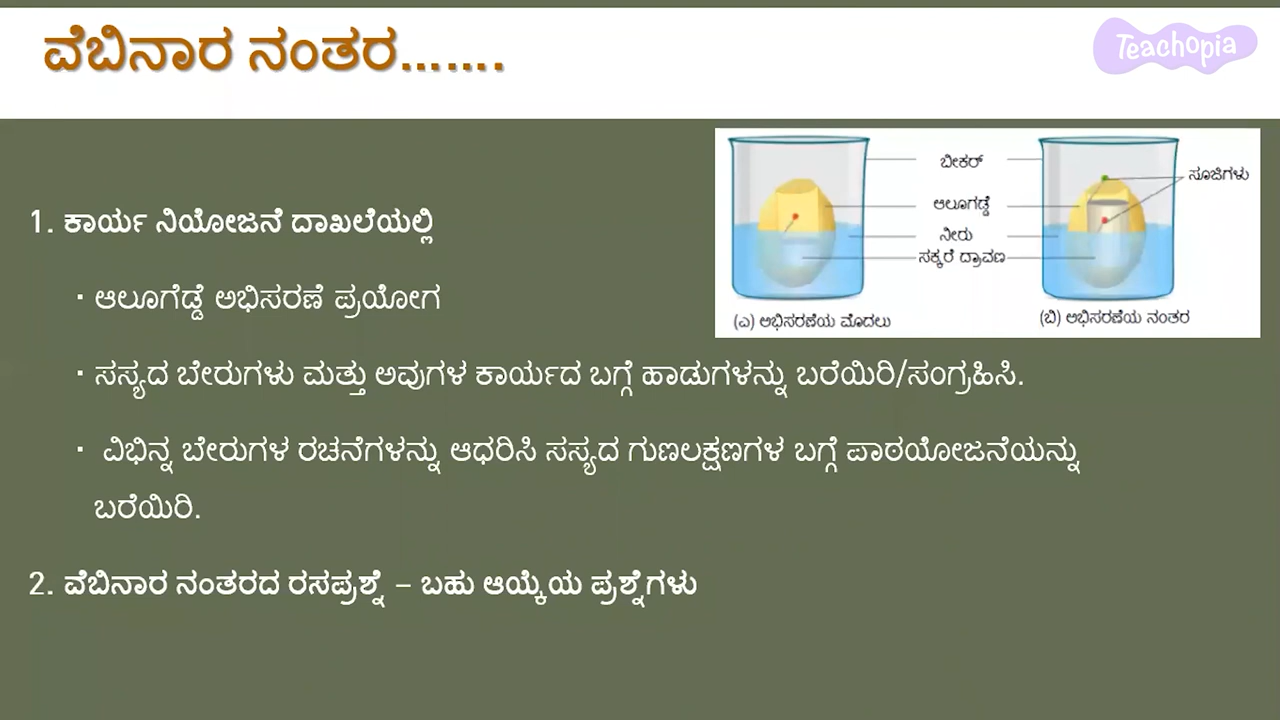 ವೆಬಿನಾರ ನಂತರ.......
Teachopia
ಬೀಕರ್
ಸೂಜಿಗಳು
ಆಲೂಗಡ್ಡೆ
ನೀರು
ಸಕ್ಕರೆ ದ್ರಾವಣ
(ಎ) ಅಭಿಸರಣೆಯ ಮೊದಲು
(ಬಿ) ಅಭಿಸರಣೆಯ ನಂತರ
1. ಕಾರ್ಯ ನಿಯೋಜನೆ ದಾಖಲೆಯಲ್ಲಿ
· ಆಲೂಗೆಡ್ಡೆ ಅಭಿಸರಣೆ ಪ್ರಯೋಗ
· ಸಸ್ಯದ ಬೇರುಗಳು ಮತ್ತು ಅವುಗಳ ಕಾರ್ಯದ ಬಗ್ಗೆ ಹಾಡುಗಳನ್ನು ಬರೆಯಿರಿ/ಸಂಗ್ರಹಿಸಿ.
· ವಿಭಿನ್ನ ಬೇರುಗಳ ರಚನೆಗಳನ್ನು ಆಧರಿಸಿ ಸಸ್ಯದ ಗುಣಲಕ್ಷಣಗಳ ಬಗ್ಗೆ ಪಾಠಯೋಜನೆಯನ್ನು
ಬರೆಯಿರಿ.
2. ವೆಬಿನಾರ ನಂತರದ ರಸಪ್ರಶ್ನೆ – ಬಹು ಆಯ್ಕೆಯ ಪ್ರಶ್ನೆಗಳು